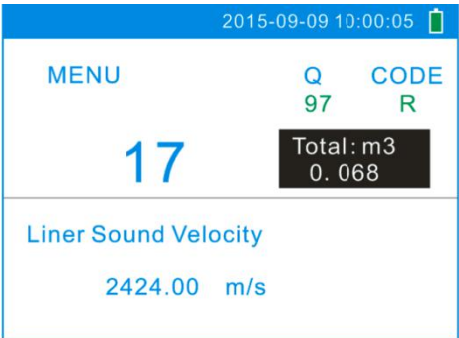 2015-09-09 10:00:05
MENU Q CODE
97 R
17 Total: m3
0. 068
Liner Sound Velocity
2424.00 m/s